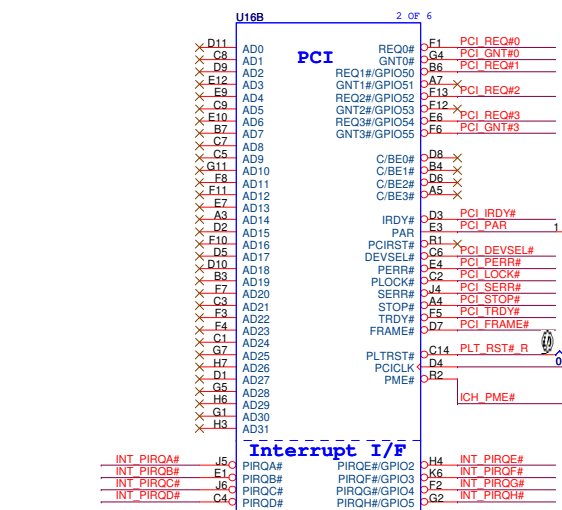 U16B 2 OF 6
PCI
D11 AD0 REQ0# F1 PCI_REQ#0
C8 AD1 GNT0# G4 PCI_GNT#0
D9 AD2 REQ1#/GPIO50 B6 PCI_REQ#1
E12 AD3 GNT1#/GPIO51 A7
E9 AD4 REQ2#/GPIO52 F13 PCI_REQ#2
C9 AD5 GNT2#/GPIO53 F12
E10 AD6 REQ3#/GPIO54 E6 PCI_REQ#3
B7 AD7 GNT3#/GPIO55 F6 PCI_GNT#3
C7 AD8
C5 AD9 C/BE0# D8
G11 AD10 C/BE1# B4
F8 AD11 C/BE2# D6
F11 AD12 C/BE3# A5
E7 AD13
A3 AD14 IRDY# D3 PCI_IRDY#
D2 AD15 PAR E3 PCI_PAR 1
F10 AD16 PCIRST# R1
D5 AD17 DEVSEL# C6 PCI_DEVSEL#
D10 AD18 PERR# E4 PCI_PERR#
B3 AD19 PLOCK# C2 PCI_LOCK#
F7 AD20 SERR# J4 PCI_SERR#
C3 AD21 STOP# A4 PCI_STOP#
F3 AD22 TRDY# F5 PCI_TRDY#
F4 AD23 FRAME# D7 PCI_FRAME#
C1 AD24
G7 AD25 PLTRST# C14 PLT_RST#_R
H7 AD26 PCICLK D4 0
D1 AD27 PME# R2
G5 AD28
H6 AD29 ICH_PME#
G1 AD30
H3 AD31
Interrupt I/F
INT_PIRQA# J5 PIRQA# PIRQE#/GPIO2 H4 INT_PIRQE#
INT_PIRQB# E1 PIRQB# PIRQF#/GPIO3 K6 INT_PIRQF#
INT_PIRQC# J6 PIRQC# PIRQG#/GPIO4 F2 INT_PIRQG#
INT_PIRQD# C4 PIRQD# PIRQH#/GPIO5 G2 INT_PIRQH#